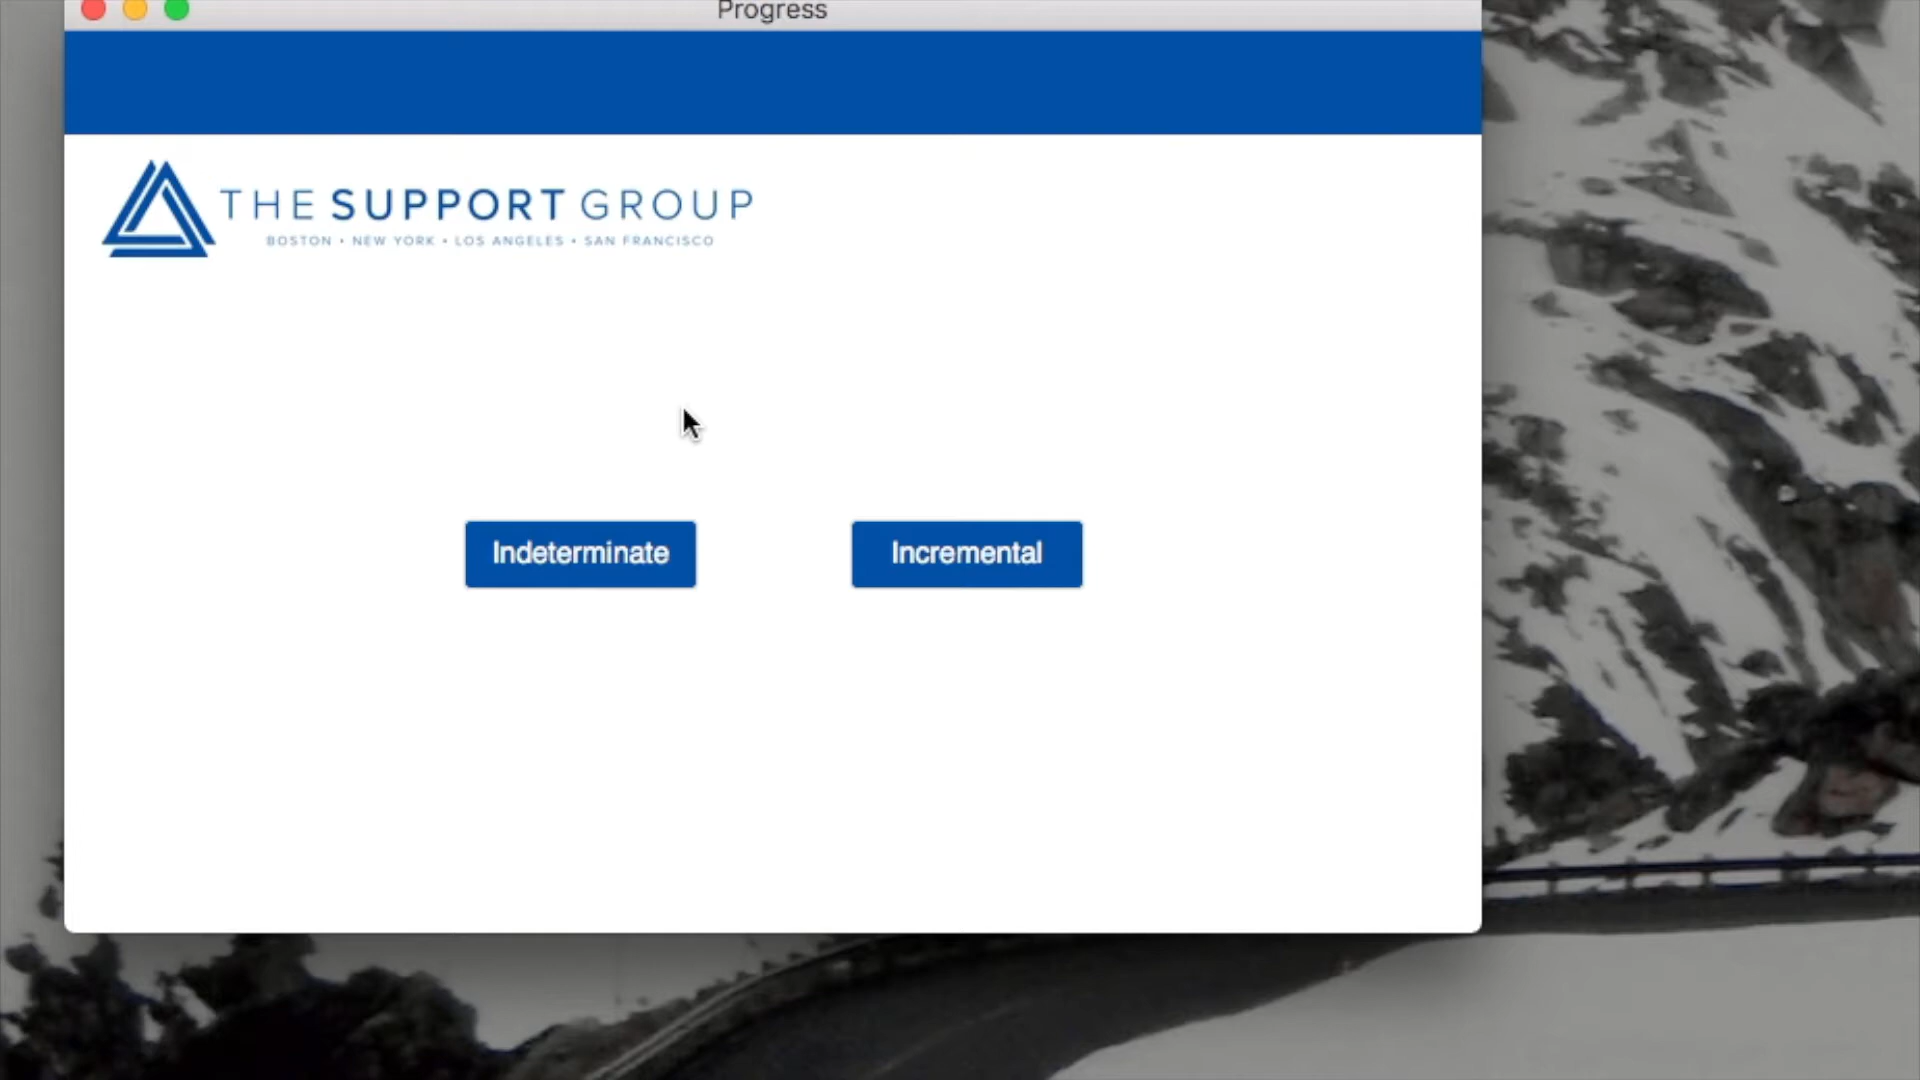 Progress
THE SUPPORT GROUP
BOSTON • NEW YORK • LOS ANGELES • SAN FRANCISCO
Indeterminate
Incremental